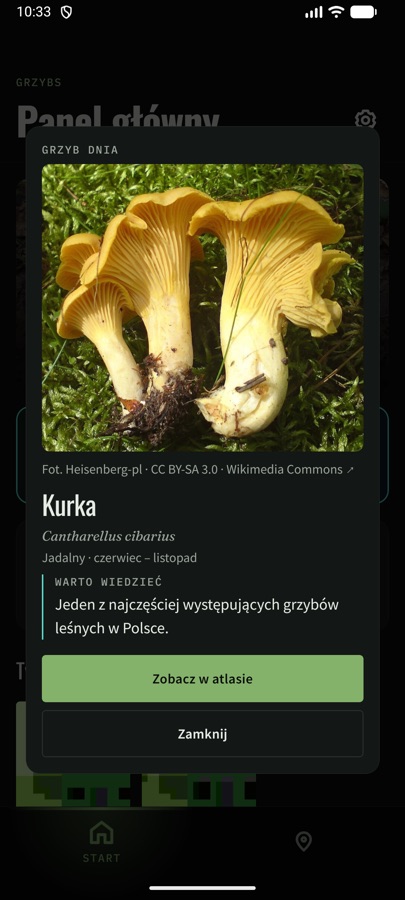 10:33
GRZYBS
Panel główny
GRZYB DNIA
Fot. Heisenberg-pl · CC BY-SA 3.0 · Wikimedia Commons ↗
Kurka
Cantharellus cibarius
Jadalny · czerwiec – listopad
WARTO WIEDZIEĆ
Jeden z najczęściej występujących grzybów
leśnych w Polsce.
Zobacz w atlasie
Zamknij
START